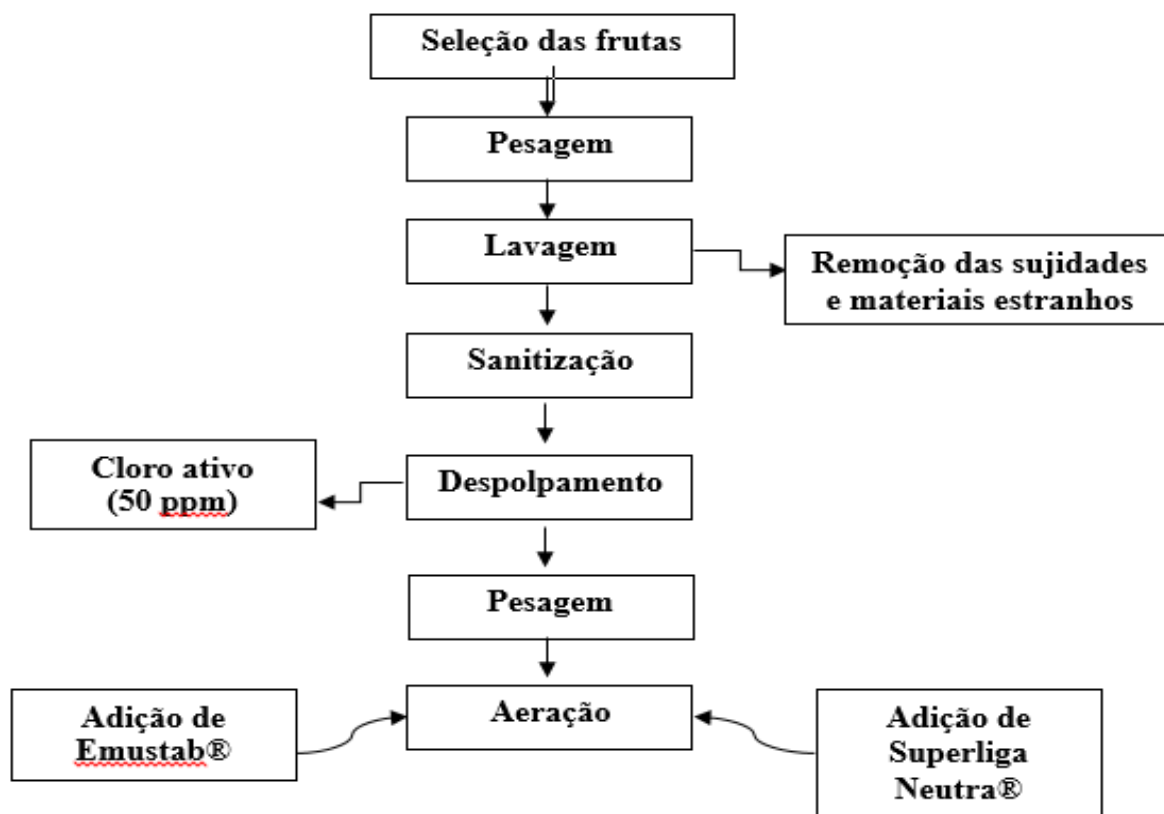 Seleção das frutas
Pesagem
Lavagem
Remoção das sujidades
e materiais estranhos
Sanitização
Cloro ativo
(50 ppm)
Despolpamento
Pesagem
Adição de
Emustab®
Aeração
Adição de
Superliga
Neutra®